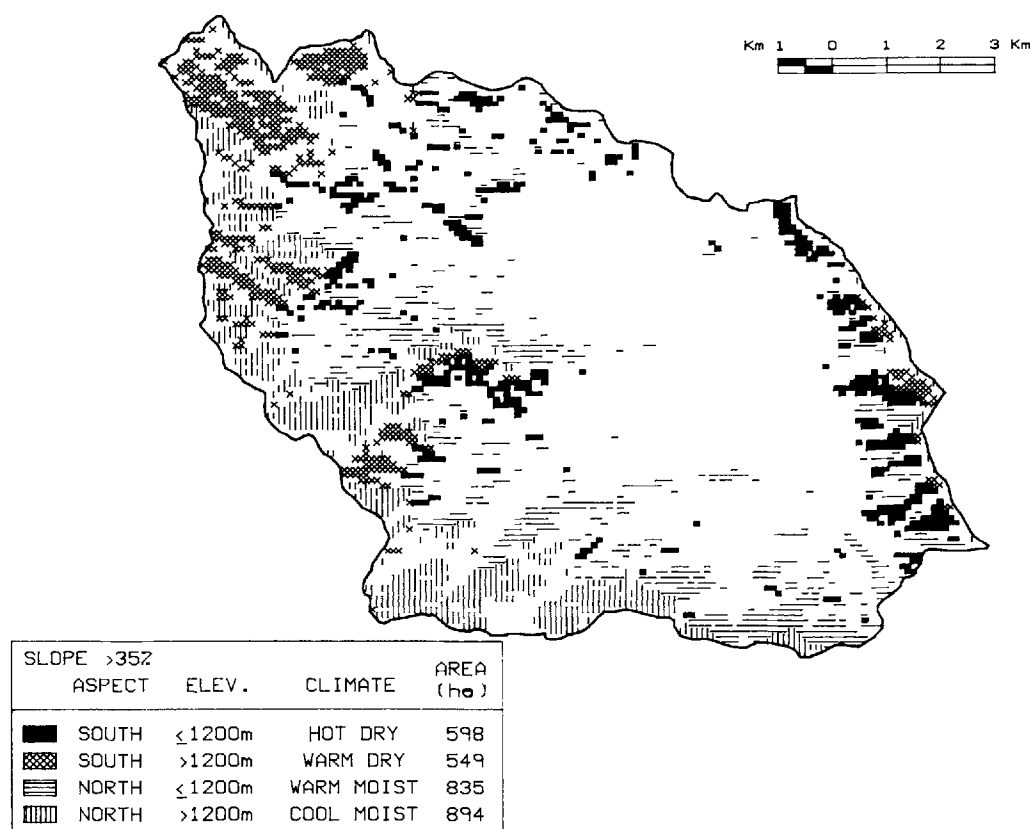 Km 1 0 1 2 3 Km
SLOPE >35%
ASPECT ELEV. CLIMATE AREA (ha)
SOUTH ≤1200m HOT DRY 598
SOUTH >1200m WARM DRY 549
NORTH ≤1200m WARM MOIST 835
NORTH >1200m COOL MOIST 894